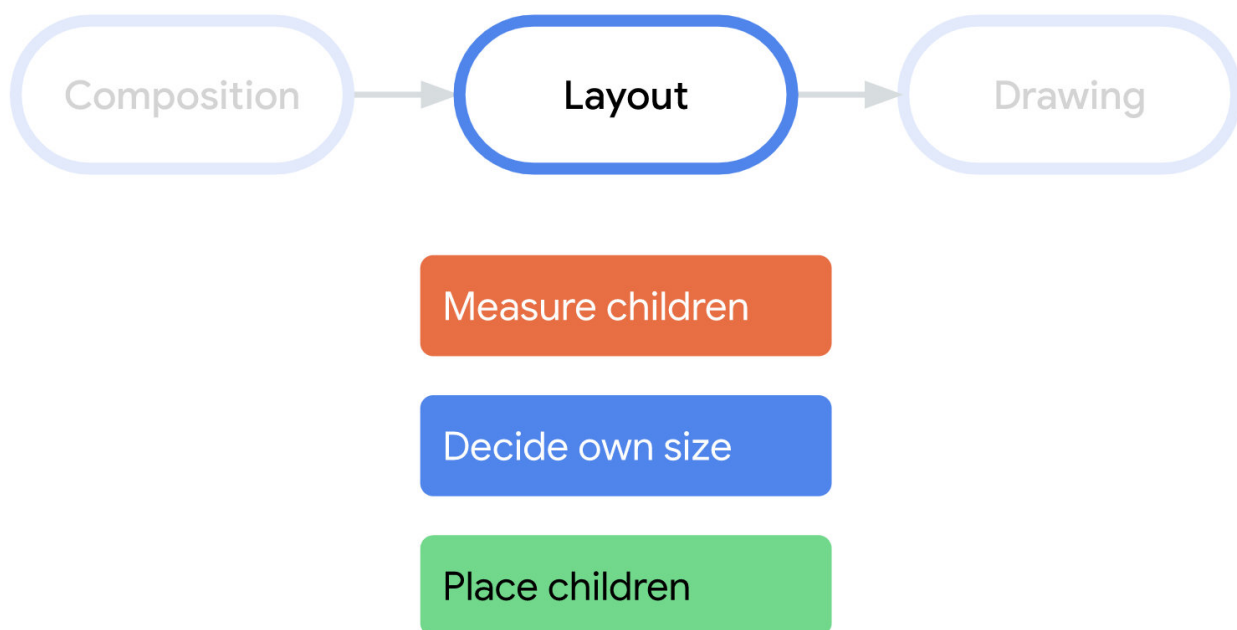 Composition
Layout
Drawing
Measure children
Decide own size
Place children